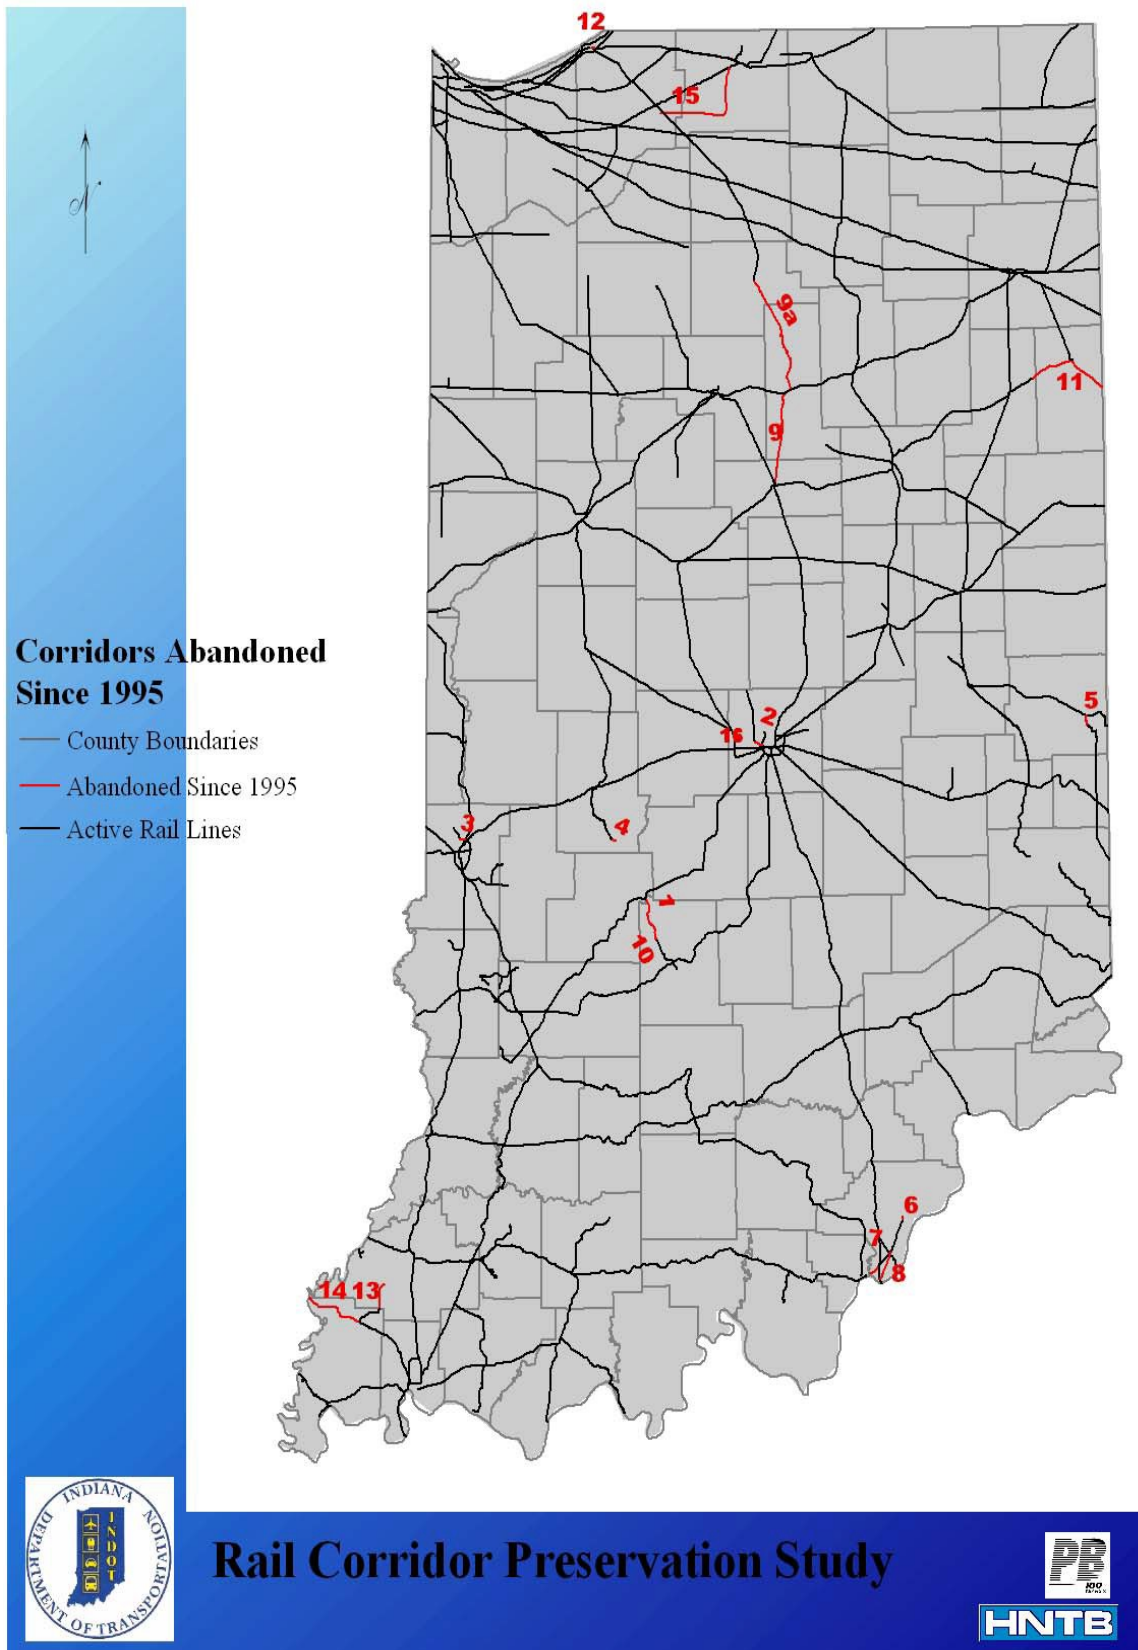 12
15
N
9a
11
9
Corridors Abandoned
Since 1995
County Boundaries
Abandoned Since 1995
Active Rail Lines
5
2
16
3
4
1
10
6
7
8
14 13
INDIANA
DEPARTMENT OF TRANSPORTATION
INDOT
Rail Corridor Preservation Study
PB
100
HNTB